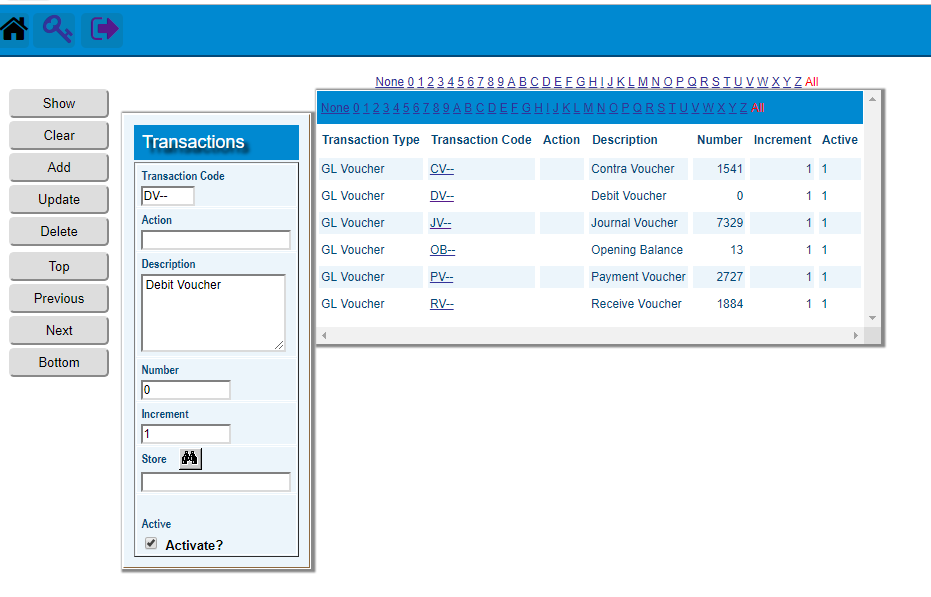 Show
Clear
Add
Update
Delete
Top
Previous
Next
Bottom
Transactions
Transaction Code
DV--
Action
Description
Debit Voucher
Number
0
Increment
1
Store
Active
Activate?
None 0 1 2 3 4 5 6 7 8 9 A B C D E F G H I J K L M N O P Q R S T U V W X Y Z All
None 0 1 2 3 4 5 6 7 8 9 A B C D E F G H I J K L M N O P Q R S T U V W X Y Z All
Transaction Type Transaction Code Action Description Number Increment Active
GL Voucher CV-- Contra Voucher 1541 1 1
GL Voucher DV-- Debit Voucher 0 1 1
GL Voucher JV-- Journal Voucher 7329 1 1
GL Voucher OB-- Opening Balance 13 1 1
GL Voucher PV-- Payment Voucher 2727 1 1
GL Voucher RV-- Receive Voucher 1884 1 1